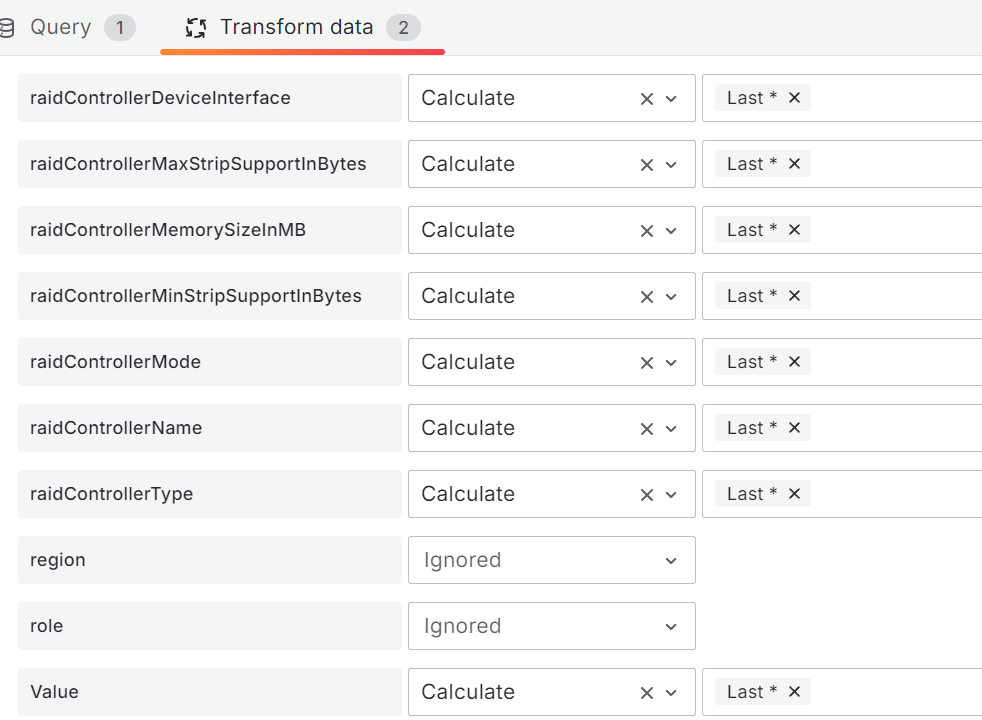 Query 1 Transform data 2
raidControllerDeviceInterface Calculate Last *
raidControllerMaxStripSupportInBytes Calculate Last *
raidControllerMemorySizeInMB Calculate Last *
raidControllerMinStripSupportInBytes Calculate Last *
raidControllerMode Calculate Last *
raidControllerName Calculate Last *
raidControllerType Calculate Last *
region Ignored
role Ignored
Value Calculate Last *